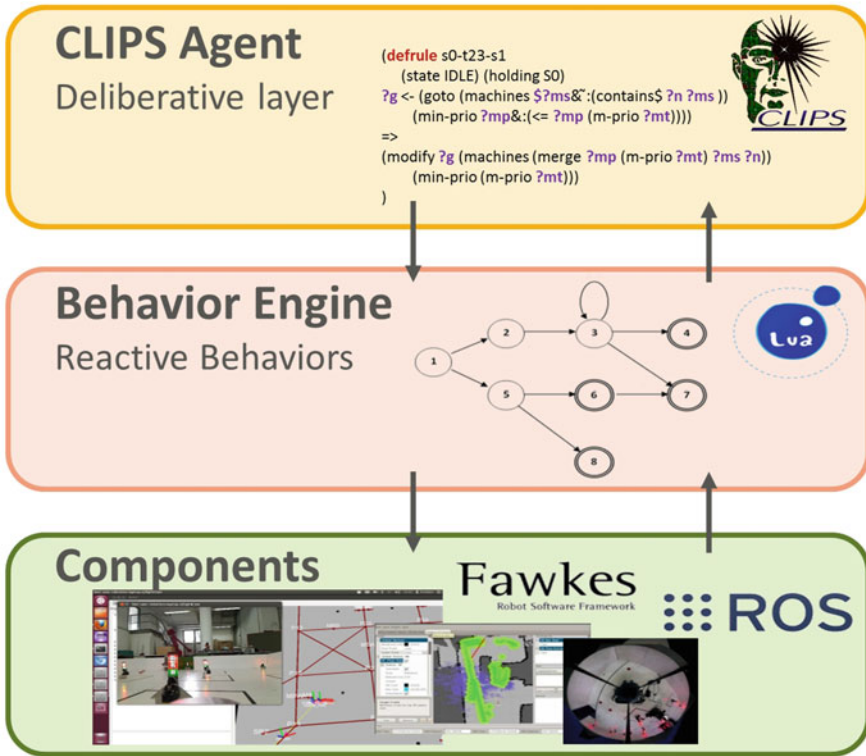 CLIPS Agent
Deliberative layer
(defrule s0-t23-s1
(state IDLE) (holding S0)
?g <- (goto (machines $?ms&~:(contains$ ?n ?ms ))
(min-prio ?mp&:(<= ?mp (m-prio ?mt))))
=>
(modify ?g (machines (merge ?mp (m-prio ?mt) ?ms ?n))
(min-prio (m-prio ?mt)))
)
CLIPS
Behavior Engine
Reactive Behaviors
1
2
3
4
5
6
7
8
Lua
Components
Fawkes
Robot Software Framework
ROS